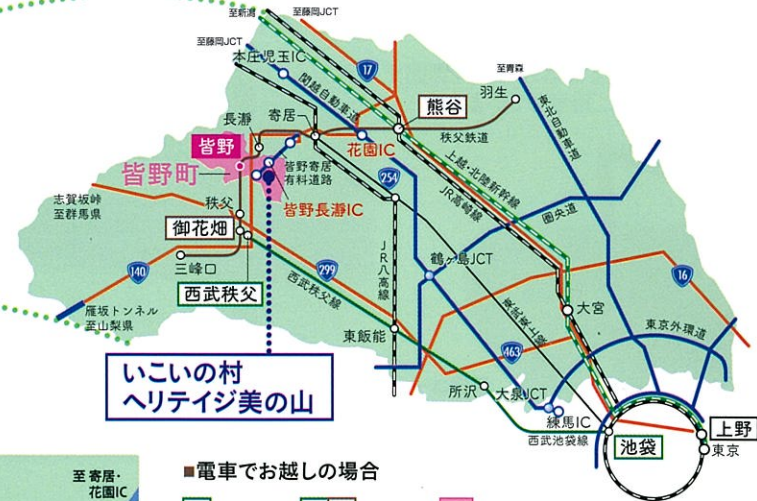 至新潟
至藤岡JCT
至藤岡JCT
本庄児玉IC
関越自動車道
17
至青森
羽生
熊谷
東北自動車道
長瀞
寄居
秩父鉄道
皆野
花園IC
皆野町
皆野寄居
有料道路
254
上越・北陸新幹線
JR高崎線
圏央道
志賀坂峠
至群馬県
秩父
皆野長瀞IC
御花畑
JR八高線
鶴ヶ島JCT
三峰口
140
299
16
西武秩父
西武秩父線
雁坂トンネル
至山梨県
東武東上線
大宮
東京外環道
東飯能
463
いこいの村
ヘリテイジ美の山
所沢
大泉JCT
練馬IC
西武池袋線
池袋
上野
東京
至 寄居・
花園IC
■電車でお越しの場合